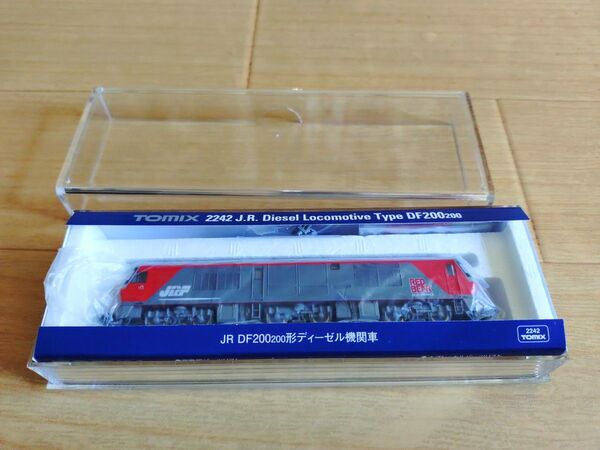 TOMIX 2242 J.R. Diesel Locomotive Type DF200 200
JRF
RED BEAR
JR DF200 200形ディーゼル機関車
2242
TOMIX